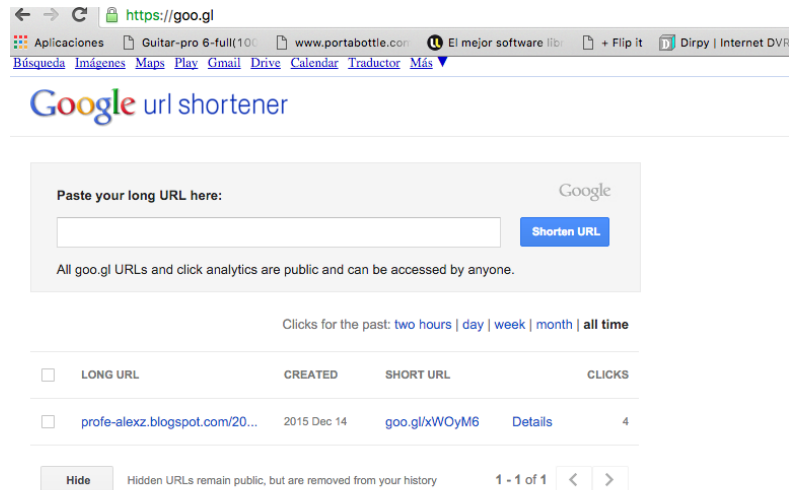 https://goo.gl
Aplicaciones Guitar-pro 6-full(100 www.portabottle.com El mejor software lib + Flip it Dirpy | Internet DVR
Búsqueda Imágenes Maps Play Gmail Drive Calendar Traductor Más ▼
Google url shortener
Paste your long URL here:
Google
Shorten URL
All goo.gl URLs and click analytics are public and can be accessed by anyone.
Clicks for the past: two hours | day | week | month | all time
LONG URL CREATED SHORT URL CLICKS
profe-alexz.blogspot.com/20... 2015 Dec 14 goo.gl/xWOyM6 Details 4
Hide Hidden URLs remain public, but are removed from your history 1 - 1 of 1